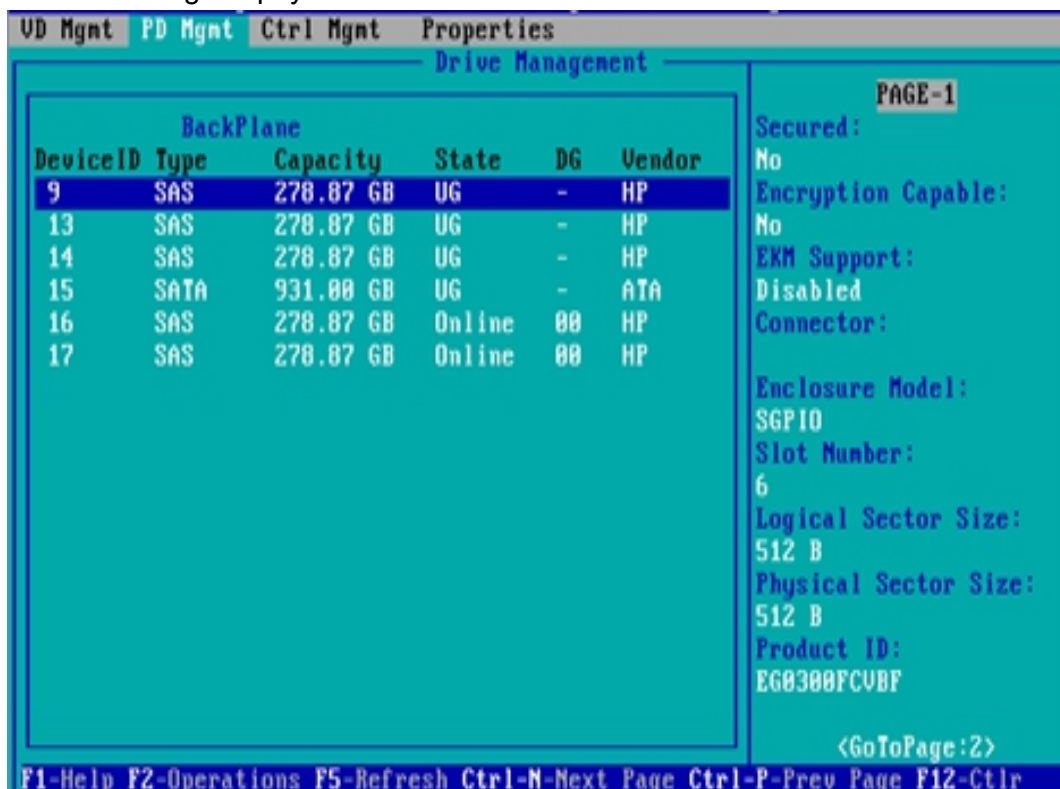 VD Mgmt PD Mgmt Ctrl Mgmt Properties
Drive Management
BackPlane
DeviceID Type Capacity State DG Vendor
9 SAS 278.87 GB UG - HP
13 SAS 278.87 GB UG - HP
14 SAS 278.87 GB UG - HP
15 SATA 931.00 GB UG - ATA
16 SAS 278.87 GB Online 00 HP
17 SAS 278.87 GB Online 00 HP
PAGE-1
Secured:
No
Encryption Capable:
No
EKM Support:
Disabled
Connector:
Enclosure Model:
SGPIO
Slot Number:
6
Logical Sector Size:
512 B
Physical Sector Size:
512 B
Product ID:
EG0300FCVBF
<GoToPage:2>
F1-Help F2-Operations F5-Refresh Ctrl-N-Next Page Ctrl-P-Prev Page F12-Ctlr